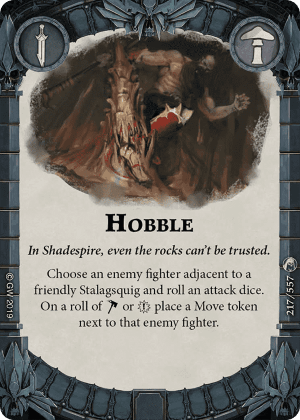 HOBBLE
In Shadespire, even the rocks can't be trusted.
Choose an enemy fighter adjacent to a
friendly Stalagsquig and roll an attack dice.
On a roll of or place a Move token
next to that enemy fighter.
© GW 2019
217/557